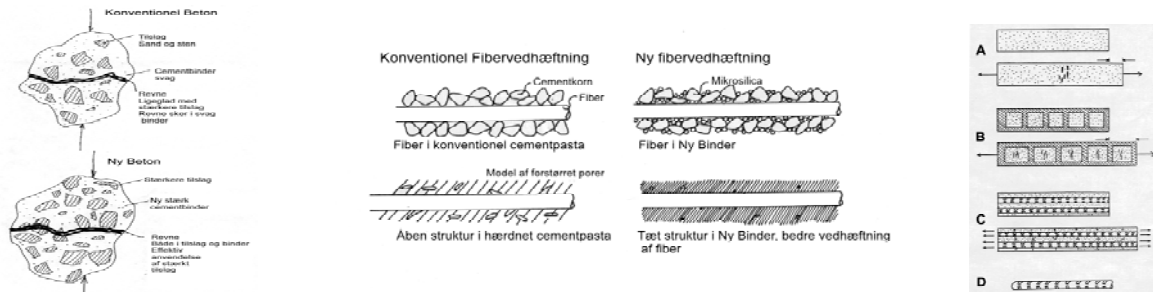 Konventionel Beton
Tilslag
Sand og sten
Cementbinder
svag
Revne
Ligeglad med
stærkere tilslag
Revne sker i svag
binder
Ny Beton
Stærkere tilslag
Ny stærk
cementbinder
Revne
Både i tilslag og binder
Effektiv
anvendelse
af stærkt
tilslag
Konventionel Fibervedhæftning
Cementkorn
Fiber
Fiber i konventionel cementpasta
Model af forstørret porer
Åben struktur i hærdnet cementpasta
Ny fibervedhæftning
Mikrosilica
Fiber i Ny Binder
Tæt struktur i Ny Binder, bedre vedhæftning
af fiber
A
B
C
D